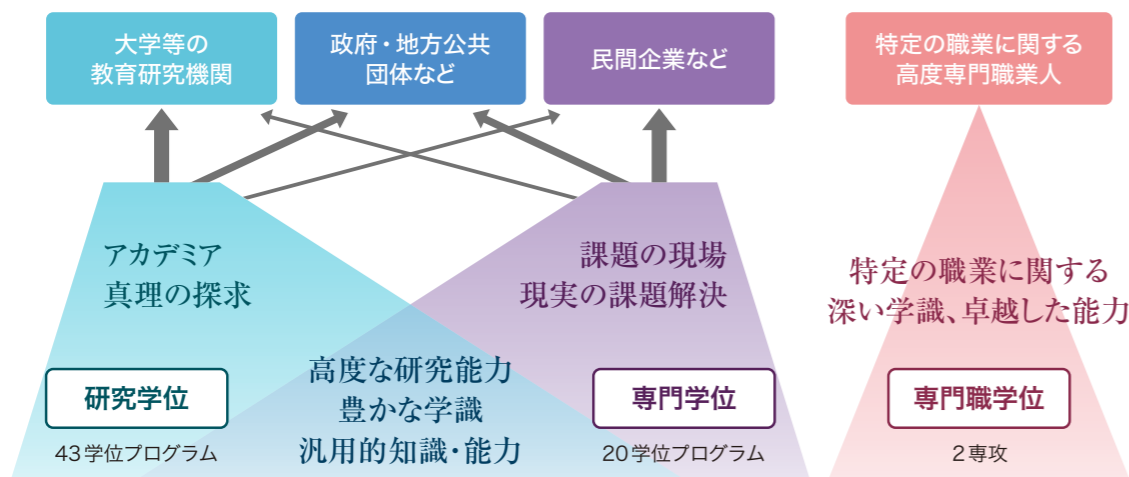 大学等の
教育研究機関
政府・地方公共
団体など
民間企業など
特定の職業に関する
高度専門職業人
アカデミア
真理の探求
課題の現場
現実の課題解決
特定の職業に関する
深い学識、卓越した能力
高度な研究能力
豊かな学識
汎用的知識・能力
研究学位
専門学位
専門職学位
43学位プログラム
20学位プログラム
2専攻